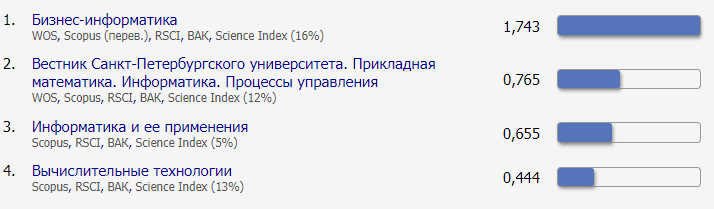 1. Бизнес-информатика 1,743
WOS, Scopus (перев.), RSCI, ВАК, Science Index (16%)
2. Вестник Санкт-Петербургского университета. Прикладная
математика. Информатика. Процессы управления 0,765
WOS, Scopus, RSCI, ВАК, Science Index (12%)
3. Информатика и ее применения 0,655
Scopus, RSCI, ВАК, Science Index (5%)
4. Вычислительные технологии 0,444
Scopus, RSCI, ВАК, Science Index (13%)